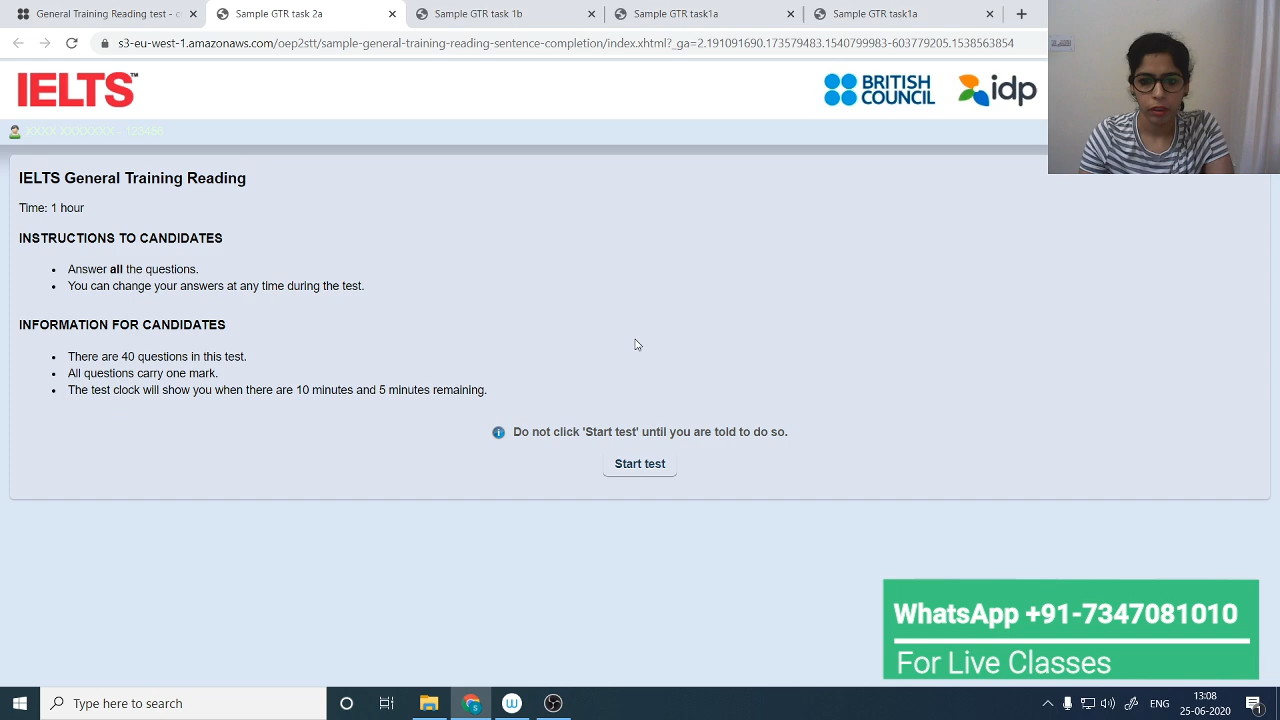 General Training Reading test - c
Sample GTR task 2a
Sample GTR task 1b
Sample GTR task1s
Sample GTR task1a
s3-eu-west-1.amazonaws.com/oep2stt/sample-general-training-reading-sentence-completion/index.xhtml?_ga=2.191091690.173579483.1540799983-603779205.1538563854
IELTS™
BRITISH
COUNCIL
idp
XXXX XXXXXXX - 123456
IELTS General Training Reading
Time: 1 hour
INSTRUCTIONS TO CANDIDATES
• Answer all the questions.
• You can change your answers at any time during the test.
INFORMATION FOR CANDIDATES
• There are 40 questions in this test.
• All questions carry one mark.
• The test clock will show you when there are 10 minutes and 5 minutes remaining.
Do not click 'Start test' until you are told to do so.
Start test
WhatsApp +91-7347081010
For Live Classes
Type here to search
ENG
13:08
25-06-2020